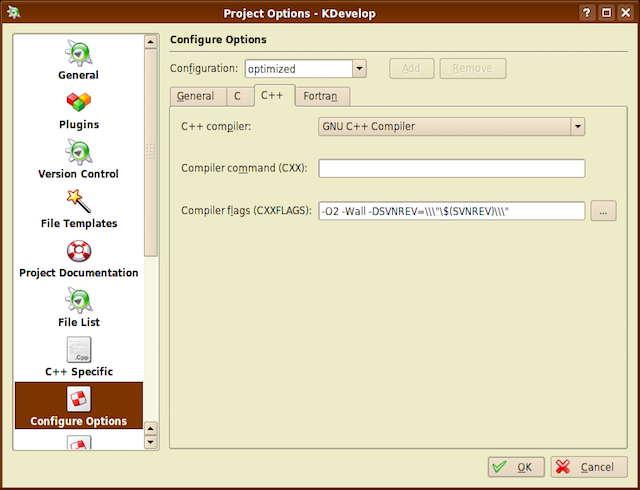 Project Options - KDevelop
?
General
Plugins
Version Control
File Templates
Project Documentation
File List
.Cpp
C++ Specific
Configure Options
Configure Options
Configuration: optimized Add Remove
General C C++ Fortran
C++ compiler: GNU C++ Compiler
Compiler command (CXX):
Compiler flags (CXXFLAGS): -O2 -Wall -DSVNREV=\\\"\$(SVNREV)\\\" ...
OK Cancel